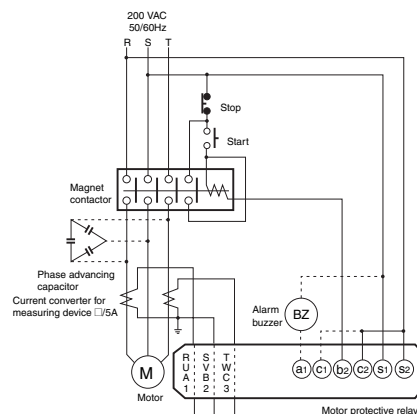 200 VAC
50/60Hz
R S T
Stop
Start
Magnet
contactor
Phase advancing
capacitor
Current converter for
measuring device □/5A
Alarm
buzzer
BZ
M
Motor
R
U
A
1
S
V
B
2
T
W
C
3
a1 c1 b2 c2 s1 s2
Motor protective relay